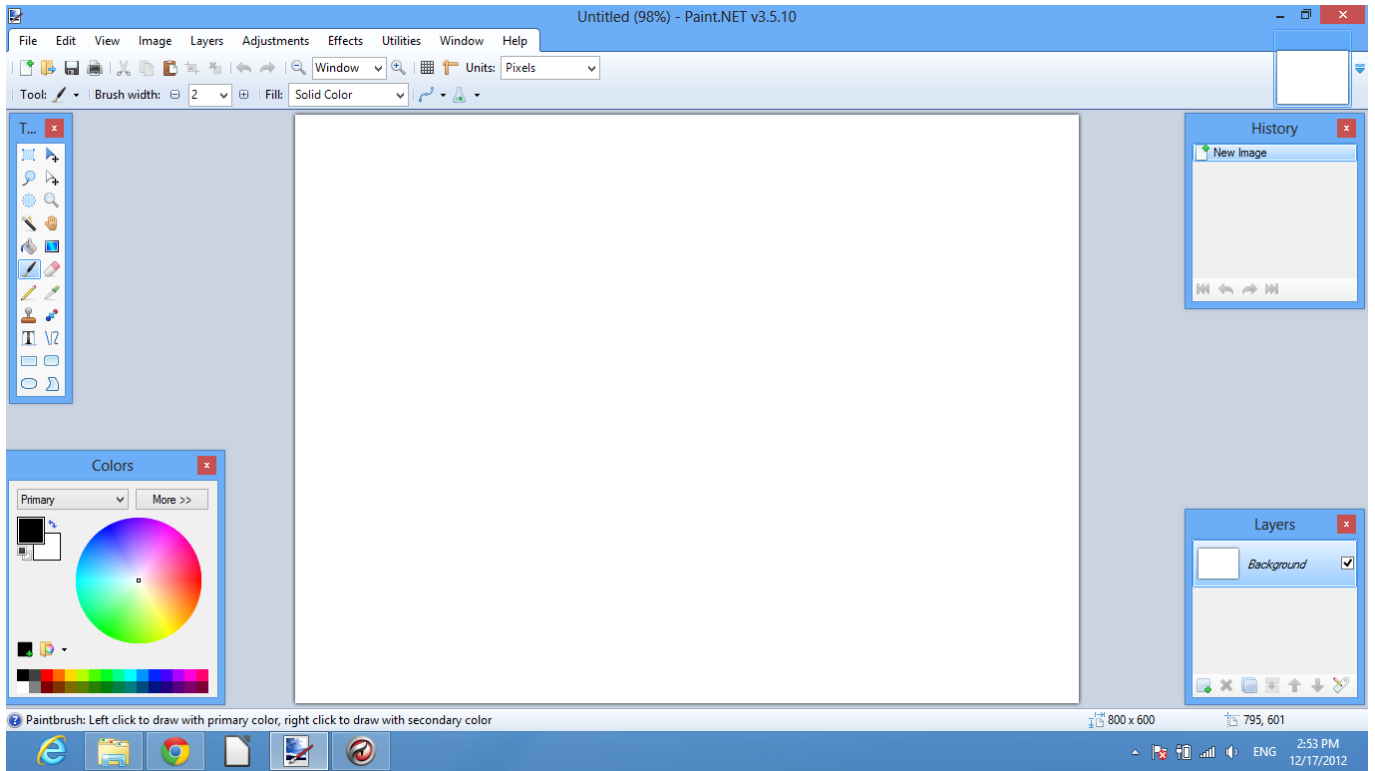 Untitled (98%) - Paint.NET v3.5.10
File Edit View Image Layers Adjustments Effects Utilities Window Help
Window Units: Pixels
Tool: Brush width: 2 Fill: Solid Color
T...
History
New Image
Colors
Primary More >>
Layers
Background
Paintbrush: Left click to draw with primary color, right click to draw with secondary color 800 x 600 795, 601
ENG 2:53 PM
12/17/2012